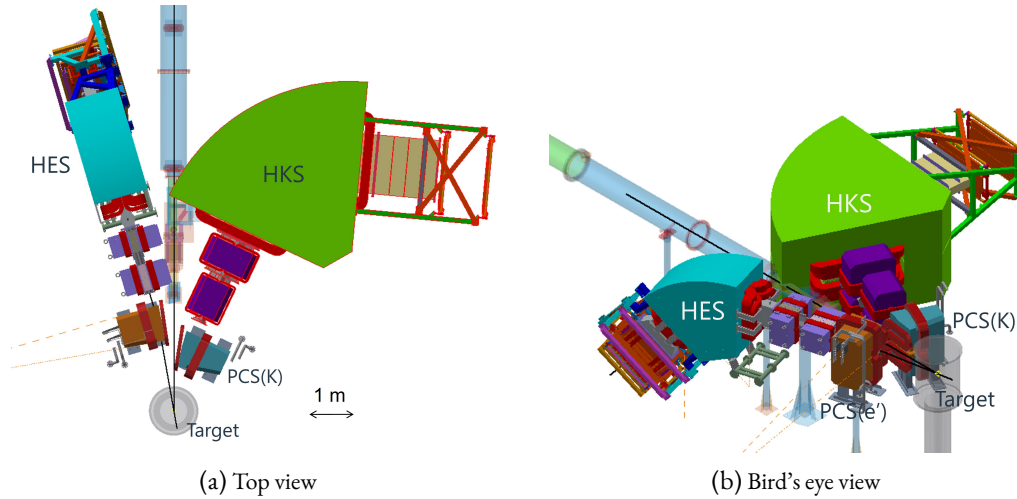 HES
HKS
PCS(K)
1 m
Target
(a) Top view
HKS
HES
PCS(K)
Target
PCS(e')
(b) Bird's eye view